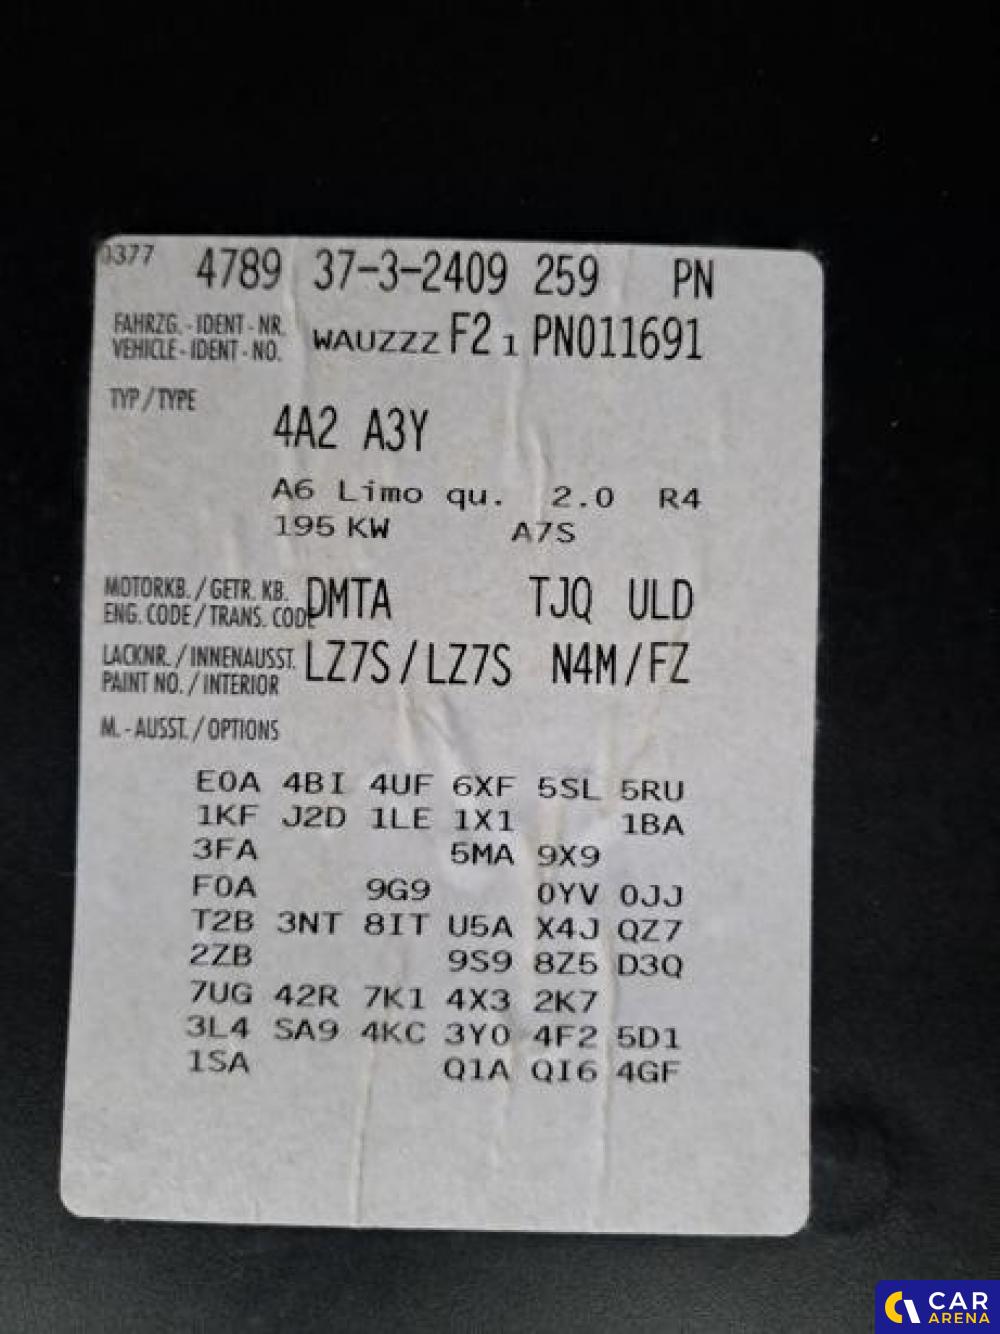 0377 4789 37-3-2409 259 PN
FAHRZG.-IDENT-NR.
VEHICLE-IDENT-NO.
WAUZZZ F2 1 PN011691
TYP/TYPE
4A2 A3Y
A6 Limo qu. 2.0 R4
195 KW A7S
MOTORKB./GETR. KB.
ENG. CODE/TRANS. CODE
DMTA TJQ ULD
LACKNR./INNENAUSST.
PAINT NO./INTERIOR
LZ7S/LZ7S N4M/FZ
M.-AUSST./OPTIONS
E0A 4BI 4UF 6XF 5SL 5RU
1KF J2D 1LE 1X1 1BA
3FA 5MA 9X9
F0A 9G9 0YV 0JJ
T2B 3NT 8IT U5A X4J QZ7
2ZB 9S9 8Z5 D3Q
7UG 42R 7K1 4X3 2K7
3L4 SA9 4KC 3Y0 4F2 5D1
1SA Q1A QI6 4GF
CAR
ARENA